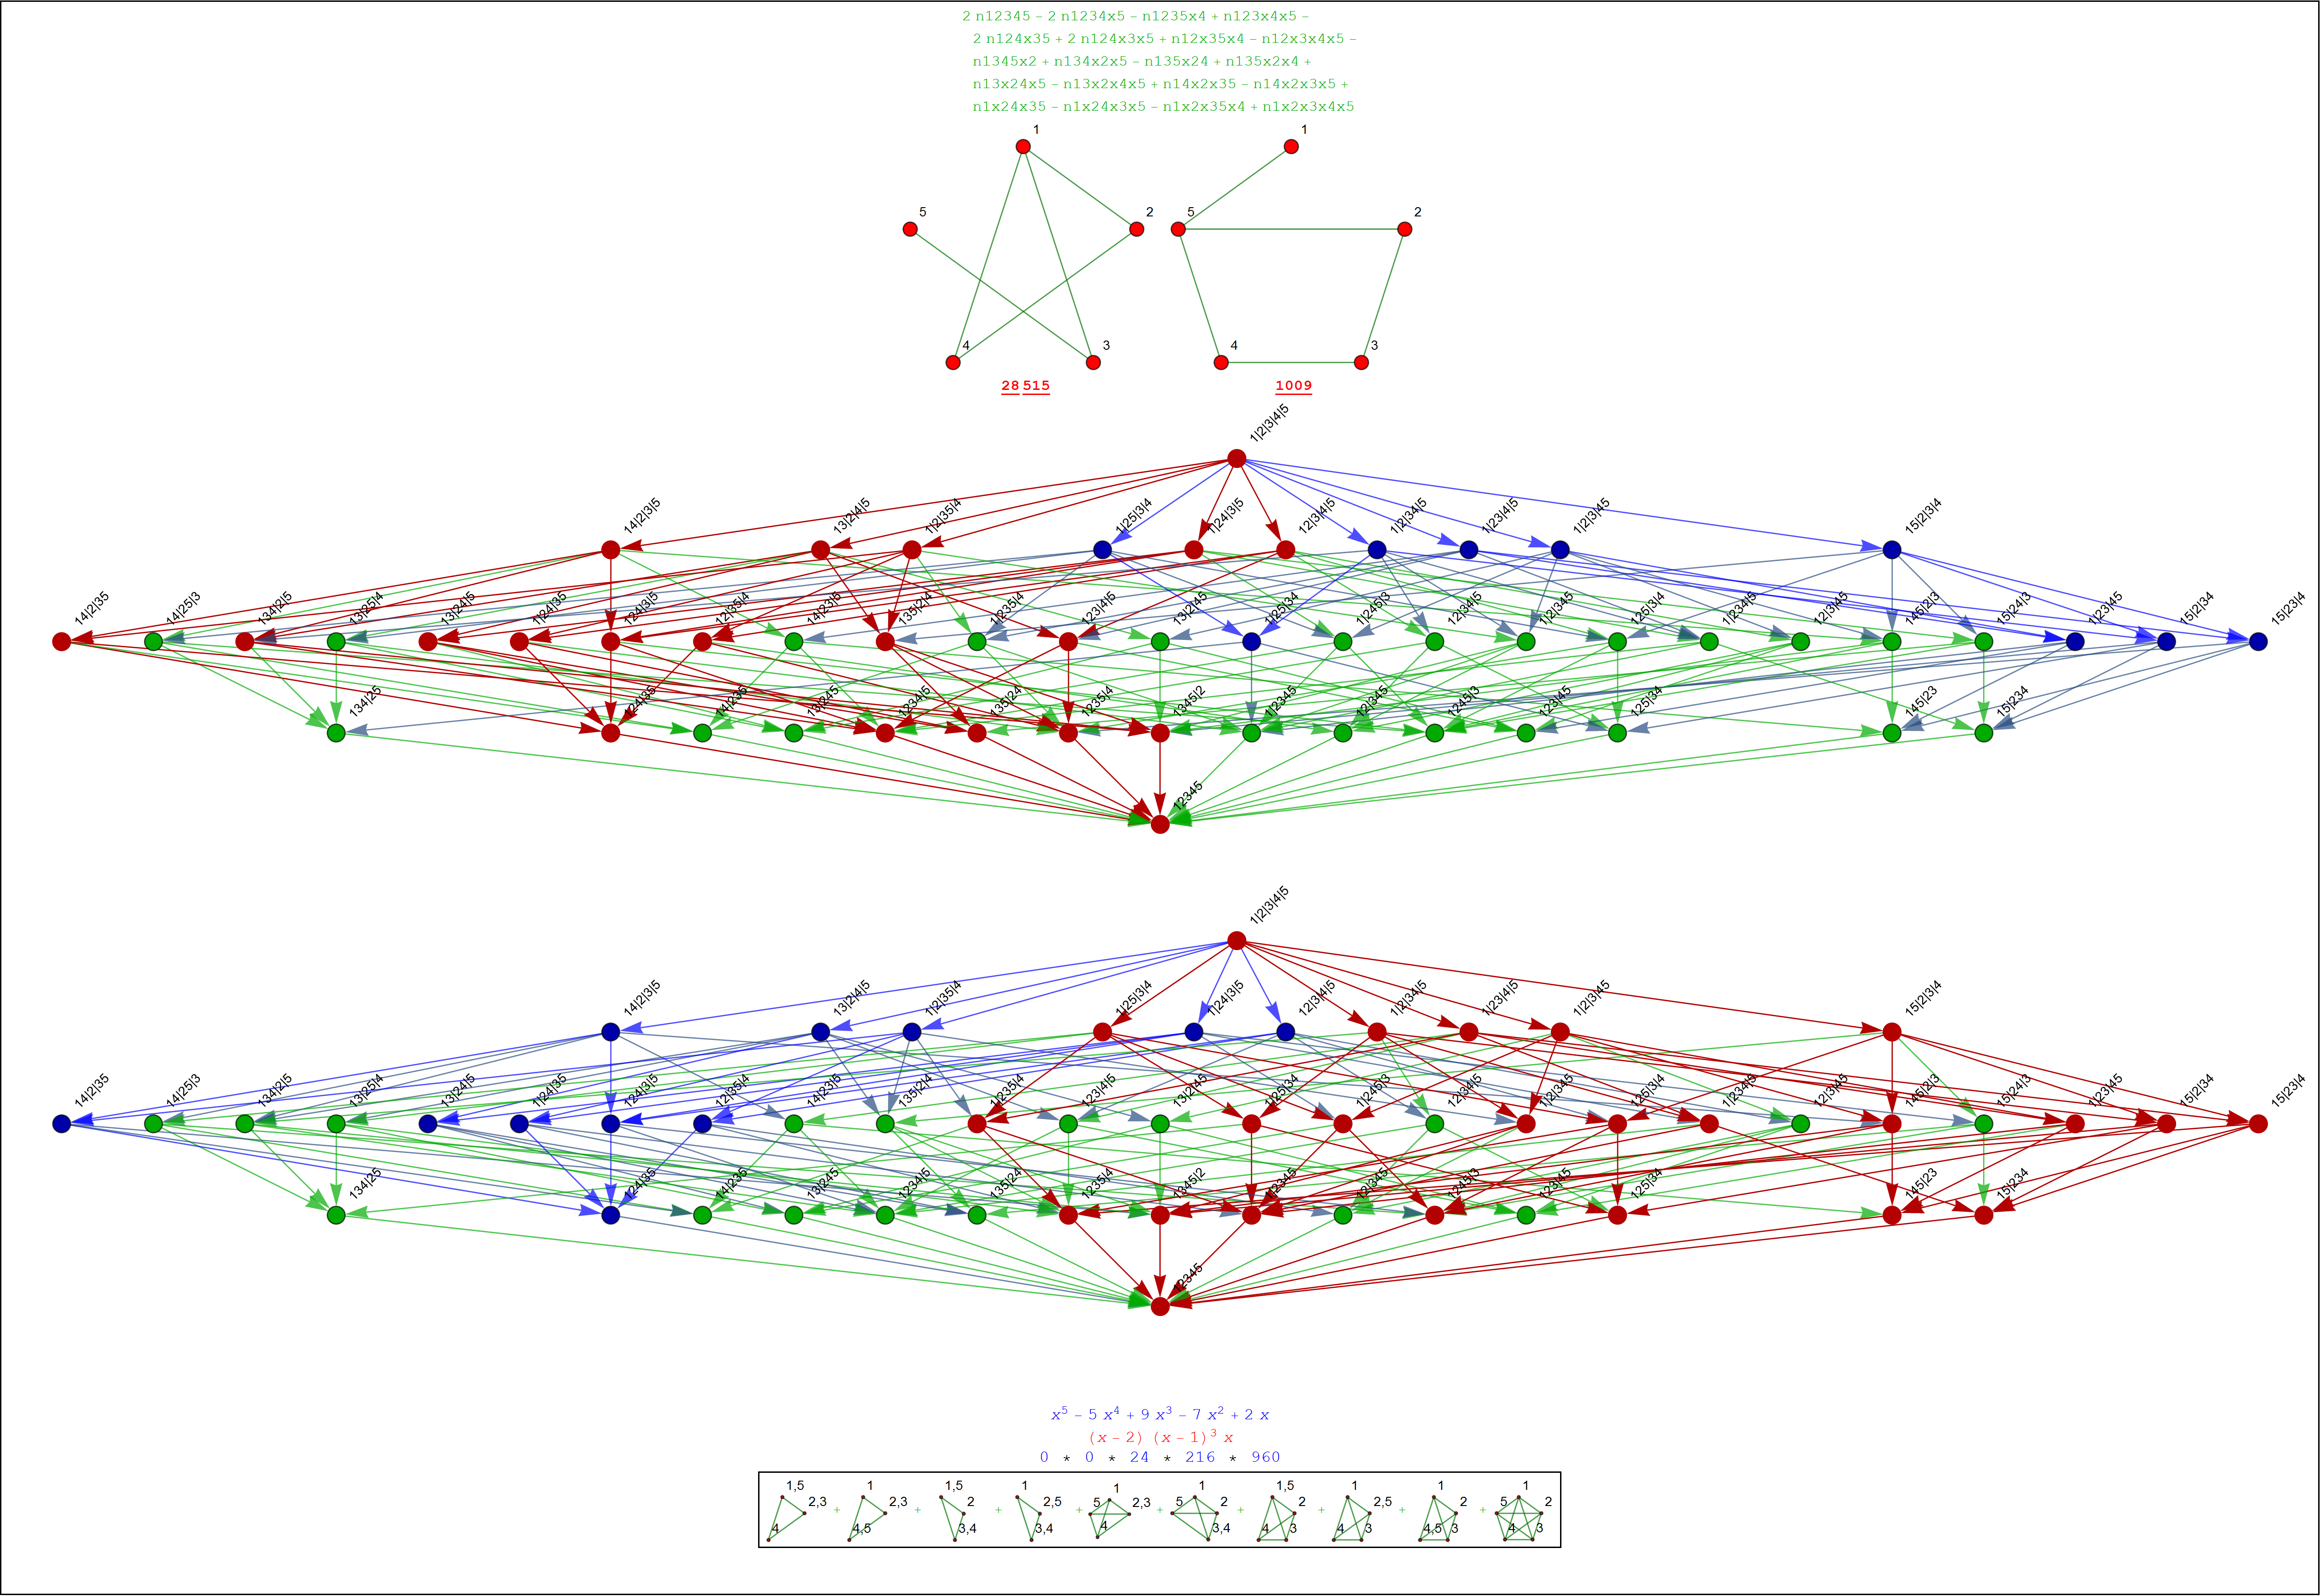 2 n12345 − 2 n1234x5 − n1235x4 + n123x4x5 −
2 n124x35 + 2 n124x3x5 + n12x35x4 − n12x3x4x5 −
n1345x2 + n134x2x5 − n135x24 + n135x2x4 +
n13x24x5 − n13x2x4x5 + n14x2x35 − n14x2x3x5 +
n1x24x35 − n1x24x3x5 − n1x2x35x4 + n1x2x3x4x5
1 1
5 2 5 2
4 3 4 3
28 515 1009
1|2|3|4|5
14|2|3|5 13|2|4|5 1|2|35|4 1|25|3|4 1|24|3|5 12|3|4|5 1|2|34|5 1|23|4|5 1|2|3|45 15|2|3|4
14|2|35 14|25|3 134|2|5 13|25|4 13|24|5 1|24|35 124|3|5 12|35|4 14|23|5 135|2|4 1|235|4 123|4|5 13|2|45 1|25|34 1|245|3 12|34|5 1|2|345 125|3|4 1|234|5 12|3|45 145|2|3 15|24|3 1|23|45 15|2|34 15|23|4
134|25 124|35 14|235 13|245 1234|5 135|24 1235|4 1345|2 1|2345 12|345 1245|3 123|45 125|34 145|23 15|234
12345
1|2|3|4|5
14|2|3|5 13|2|4|5 1|2|35|4 1|25|3|4 1|24|3|5 12|3|4|5 1|2|34|5 1|23|4|5 1|2|3|45 15|2|3|4
14|2|35 14|25|3 134|2|5 13|25|4 13|24|5 1|24|35 124|3|5 12|35|4 14|23|5 135|2|4 1|235|4 123|4|5 13|2|45 1|25|34 1|245|3 12|34|5 1|2|345 125|3|4 1|234|5 12|3|45 145|2|3 15|24|3 1|23|45 15|2|34 15|23|4
134|25 124|35 14|235 13|245 1234|5 135|24 1235|4 1345|2 1|2345 12|345 1245|3 123|45 125|34 145|23 15|234
12345
x⁵ − 5 x⁴ + 9 x³ − 7 x² + 2 x
(x − 2) (x − 1)³ x
0 * 0 * 24 * 216 * 960
1,5 1 1,5 1 1 1 1,5 1 1 1
2,3 + 2,3 + 2 + 2,5 + 5 2,3 + 5 2 + 2 + 2,5 + 2 + 5 2
4 4,5 3,4 3,4 4 3,4 4 3 4 3 4,5 3 4 3